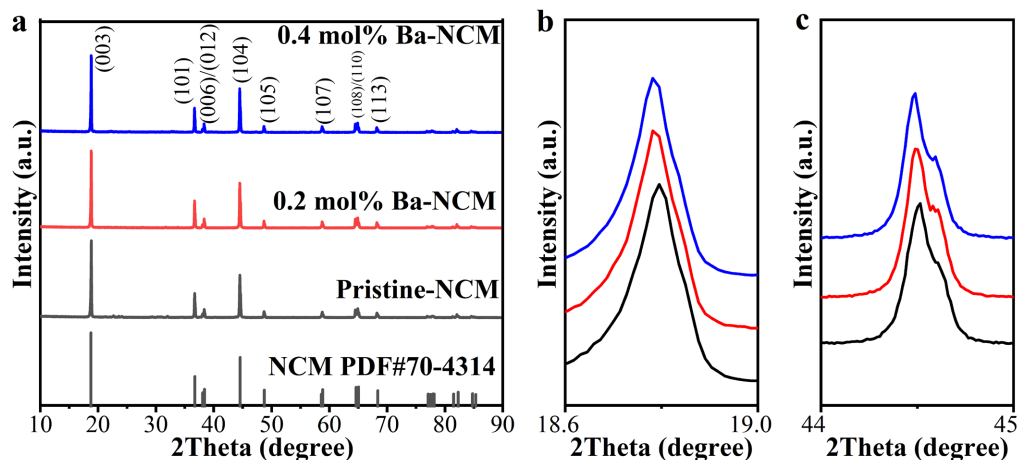 a
0.4 mol% Ba-NCM
(003)
(101)
(006)/(012)
(104)
(105)
(107)
(108)/(110)
(113)
0.2 mol% Ba-NCM
Pristine-NCM
NCM PDF#70-4314
Intensity (a.u.)
10 20 30 40 50 60 70 80 90
2Theta (degree)
b
Intensity (a.u.)
18.6 19.0
2Theta (degree)
c
Intensity (a.u.)
44 45
2Theta (degree)